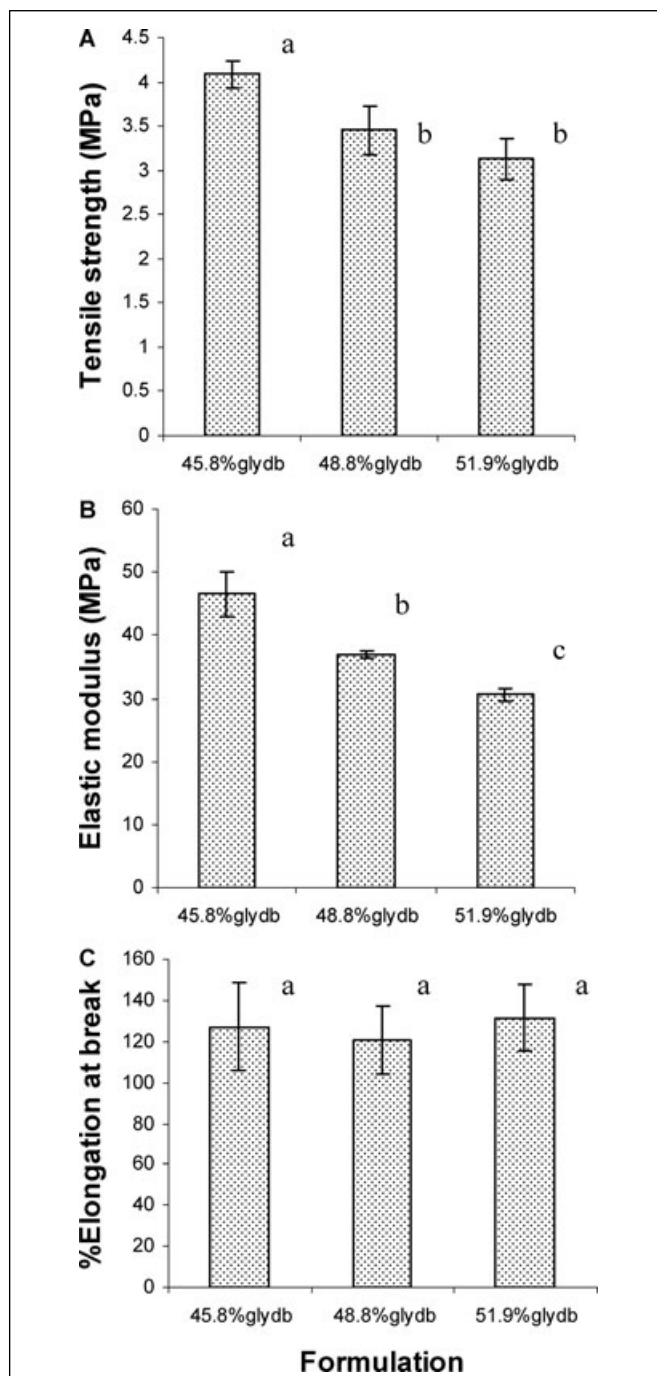 A
Tensile strength (MPa)
4.5
4
3.5
3
2.5
2
1.5
1
0.5
0
a
b
b
45.8%glydb 48.8%glydb 51.9%glydb
B
Elastic modulus (MPa)
60
50
40
30
20
10
0
a
b
c
45.8%glydb 48.8%glydb 51.9%glydb
C
%Elongation at break
160
140
120
100
80
60
40
20
0
a a a
45.8%glydb 48.8%glydb 51.9%glydb
Formulation